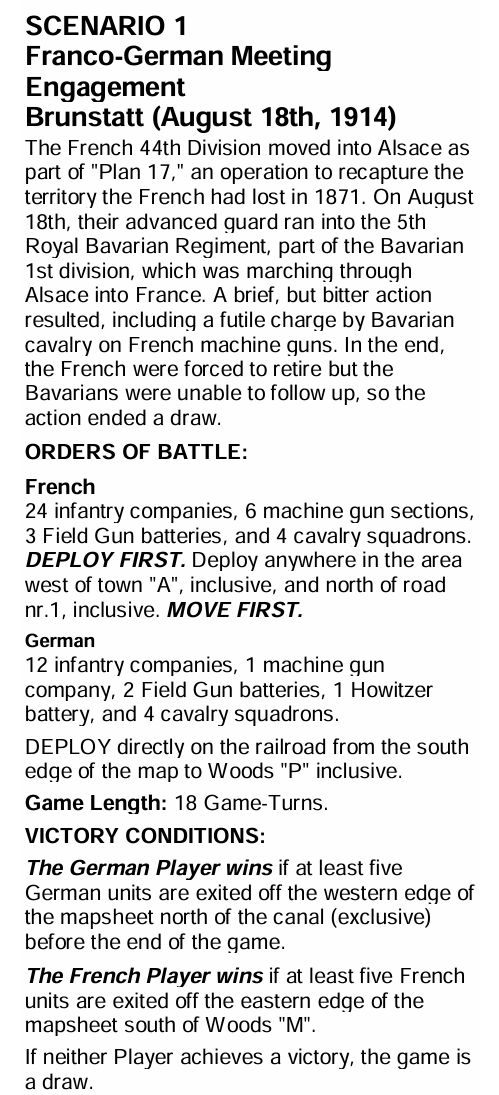 SCENARIO 1
Franco-German Meeting
Engagement
Brunstatt (August 18th, 1914)
The French 44th Division moved into Alsace as
part of "Plan 17," an operation to recapture the
territory the French had lost in 1871. On August
18th, their advanced guard ran into the 5th
Royal Bavarian Regiment, part of the Bavarian
1st division, which was marching through
Alsace into France. A brief, but bitter action
resulted, including a futile charge by Bavarian
cavalry on French machine guns. In the end,
the French were forced to retire but the
Bavarians were unable to follow up, so the
action ended a draw.
ORDERS OF BATTLE:
French
24 infantry companies, 6 machine gun sections,
3 Field Gun batteries, and 4 cavalry squadrons.
DEPLOY FIRST. Deploy anywhere in the area
west of town "A", inclusive, and north of road
nr.1, inclusive. MOVE FIRST.
German
12 infantry companies, 1 machine gun
company, 2 Field Gun batteries, 1 Howitzer
battery, and 4 cavalry squadrons.
DEPLOY directly on the railroad from the south
edge of the map to Woods "P" inclusive.
Game Length: 18 Game-Turns.
VICTORY CONDITIONS:
The German Player wins if at least five
German units are exited off the western edge of
the mapsheet north of the canal (exclusive)
before the end of the game.
The French Player wins if at least five French
units are exited off the eastern edge of the
mapsheet south of Woods "M".
If neither Player achieves a victory, the game is
a draw.